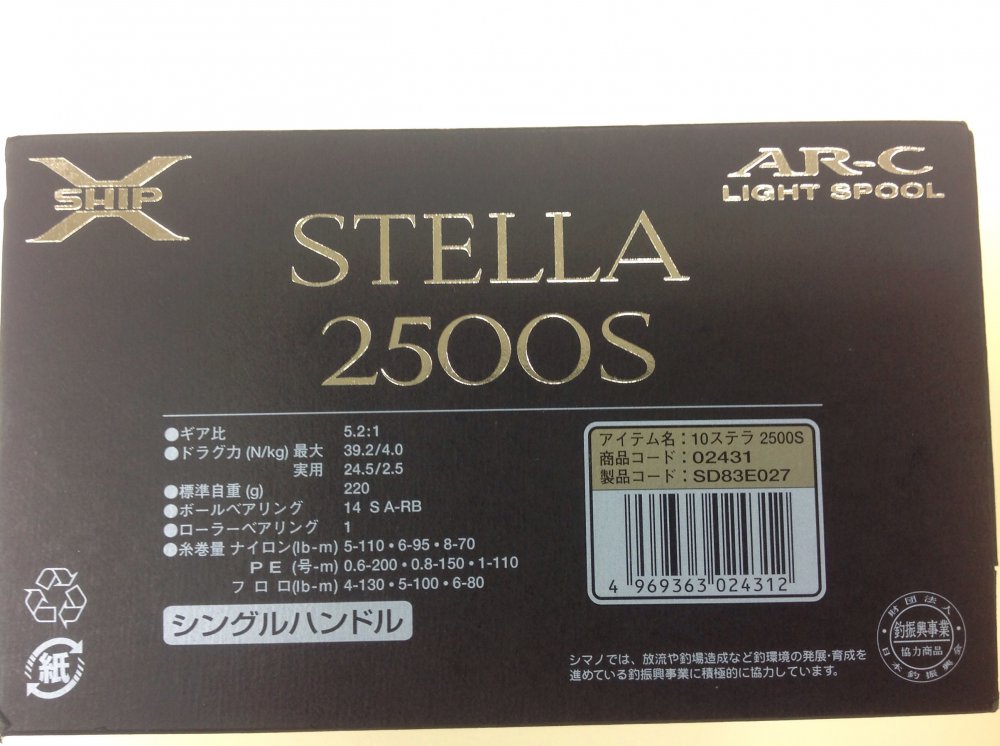 X SHIP
AR-C
LIGHT SPOOL
STELLA
2500S
●ギア比 5.2:1
●ドラグ力 (N/kg) 最大 39.2/4.0
実用 24.5/2.5
●標準自重 (g) 220
●ボールベアリング 14 S A-RB
●ローラーベアリング 1
●糸巻量 ナイロン(lb-m) 5-110・6-95・8-70
PE (号-m) 0.6-200・0.8-150・1-110
フロロ(lb-m) 4-130・5-100・6-80
シングルハンドル
アイテム名：10ステラ 2500S
商品コード：02431
製品コード：SD83E027
4 969363 024312
紙
財団法人
釣振興事業
協力商品
日本釣振興会
シマノでは、放流や釣場造成など釣環境の発展・育成を
進めている釣振興事業に積極的に協力しています。